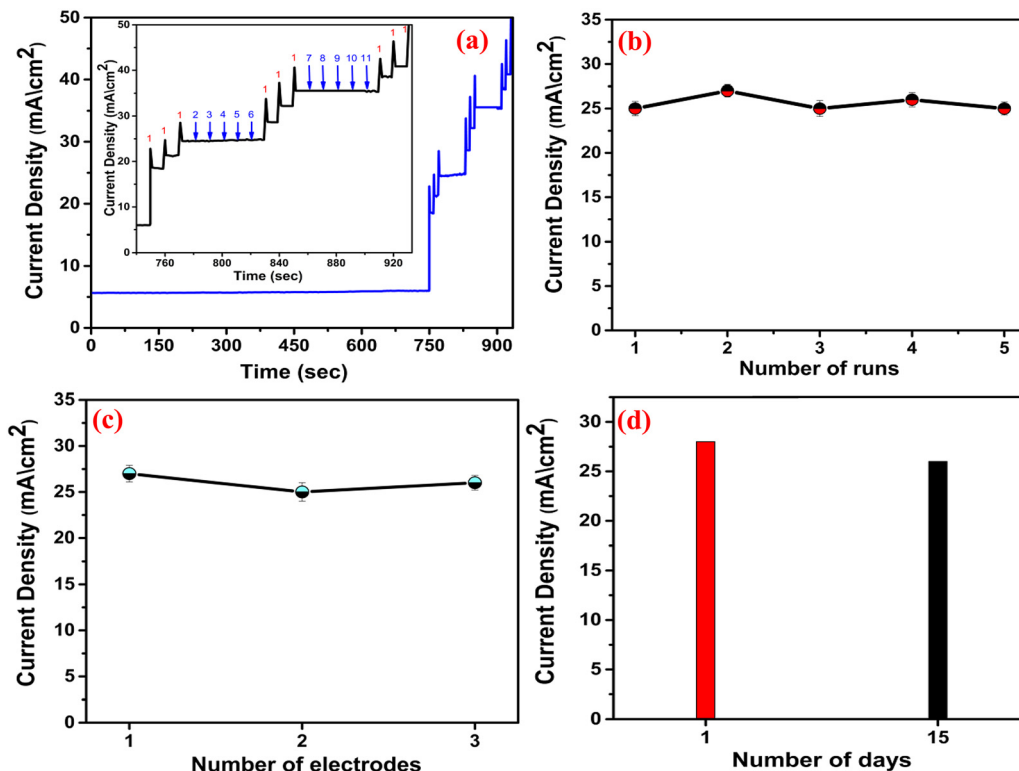 (a)
Current Density (mA\cm2)
50
40
30
20
10
0
0 150 300 450 600 750 900
Time (sec)
Current Density (mA\cm2)
50
40
30
20
10
0
1 1 1 2 3 4 5 6 1 1 1 7 8 9 10 11 1 1 1
760 800 840 880 920
Time (sec)
(b)
Current Density (mA\cm2)
35
30
25
20
15
10
5
0
1 2 3 4 5
Number of runs
(c)
Current Density (mA\cm2)
35
30
25
20
15
10
5
0
1 2 3
Number of electrodes
(d)
Current Density (mA\cm2)
30
25
20
15
10
5
0
1 15
Number of days